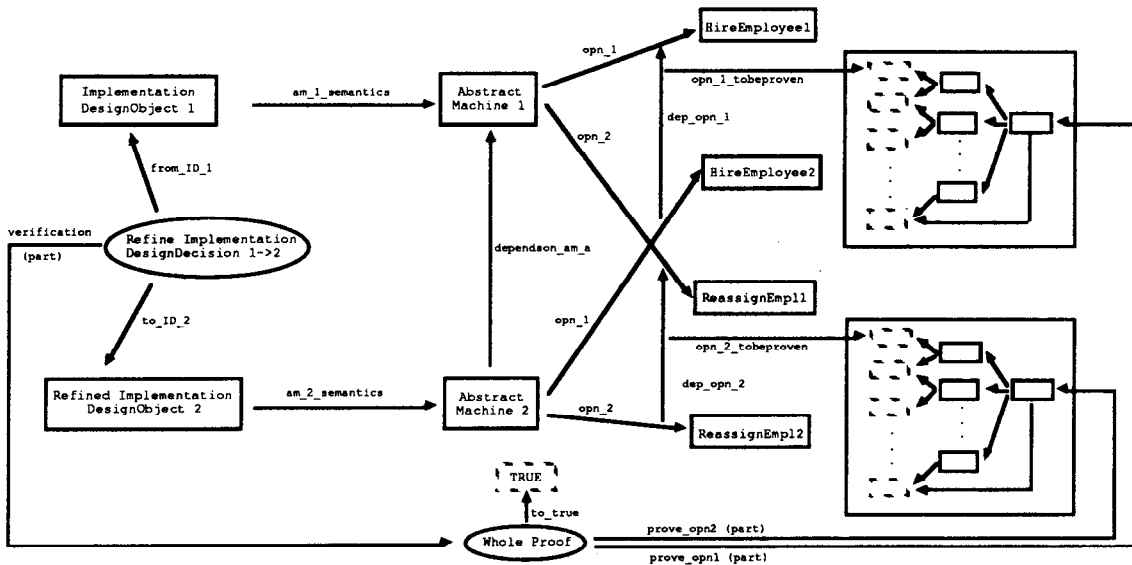 HireEmployee1
opn_1
opn_1_tobeproven
Implementation
DesignObject 1
am_1_semantics
Abstract
Machine 1
dep_opn_1
opn_2
from_ID_1
HireEmployee2
verification
(part)
Refine Implementation
DesignDecision 1->2
dependson_am_a
ReassignEmpl1
to_ID_2
opn_1
opn_2_tobeproven
Refined Implementation
DesignObject 2
am_2_semantics
Abstract
Machine 2
dep_opn_2
opn_2
ReassignEmpl2
TRUE
to_true
Whole Proof
prove_opn2 (part)
prove_opn1 (part)